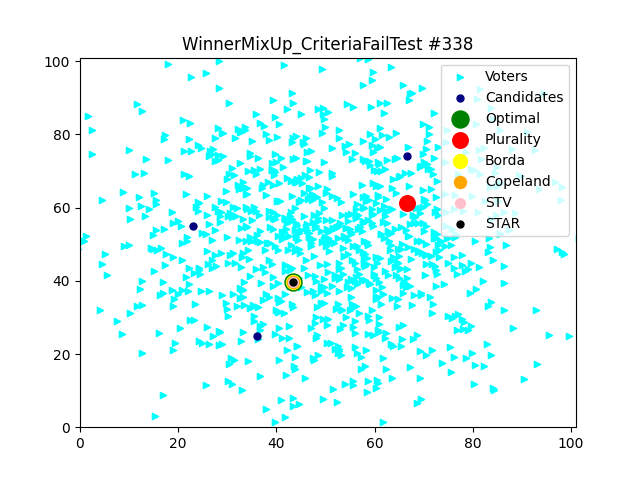 WinnerMixUp_CriteriaFailTest #338
100
80
60
40
20
0
0
20
40
60
80
100
Voters
Candidates
Optimal
Plurality
Borda
Copeland
STV
STAR